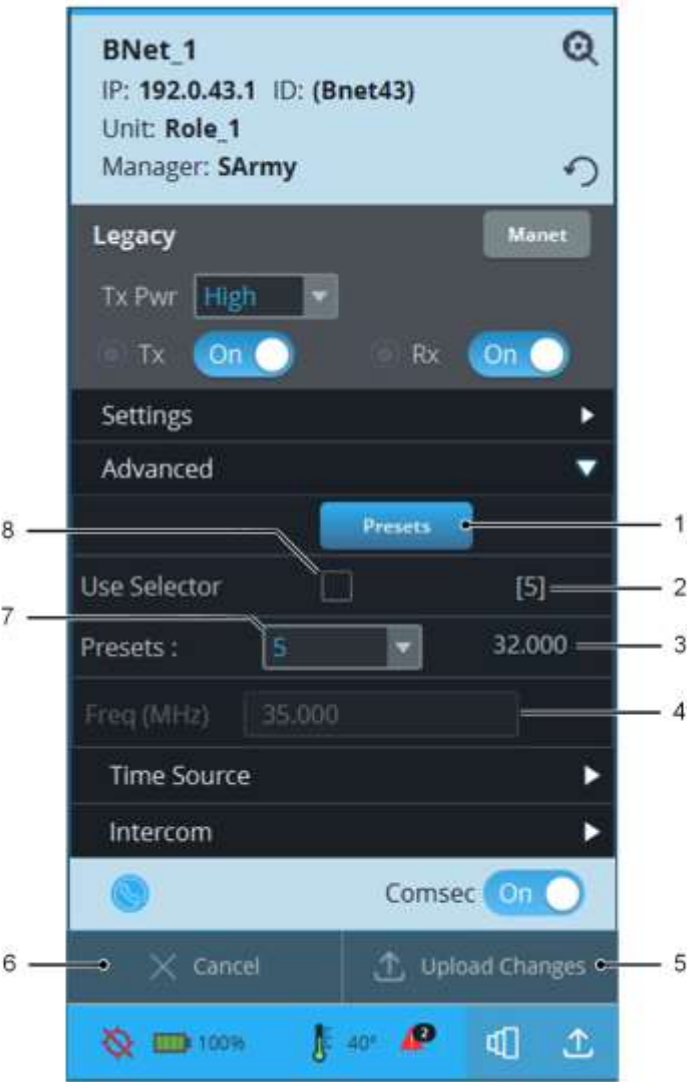 BNet_1
IP: 192.0.43.1 ID: (Bnet43)
Unit: Role_1
Manager: SArmy
Legacy
Manet
Tx Pwr High
Tx On Rx On
Settings
Advanced
Presets 1
8
Use Selector [5] 2
7
Presets : 5 32.000 3
Freq (MHz) 35.000 4
Time Source
Intercom
Comsec On
6 Cancel Upload Changes 5
100% 40° 2